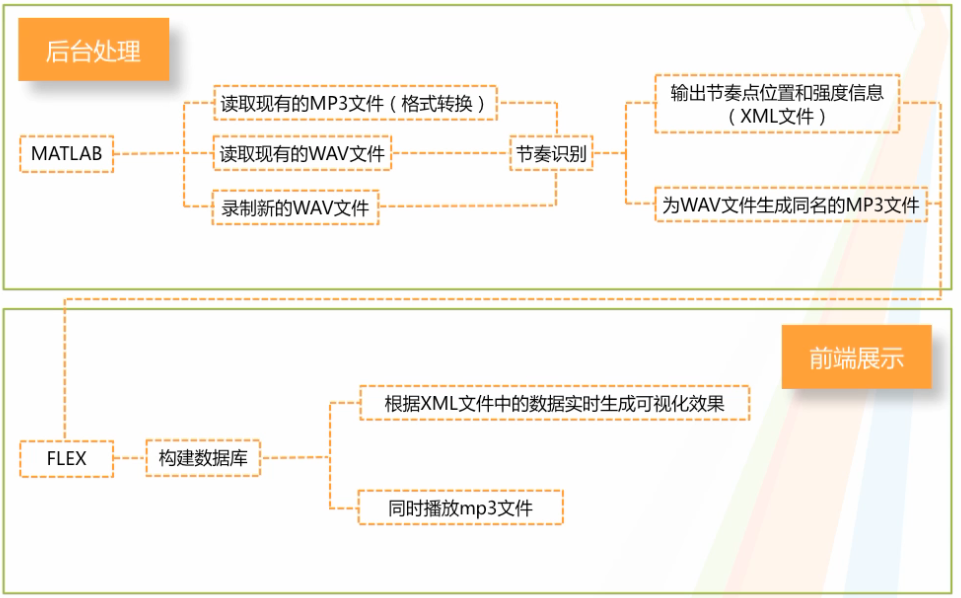 后台处理
读取现有的MP3文件（格式转换）
输出节奏点位置和强度信息
（XML文件）
MATLAB
读取现有的WAV文件
节奏识别
录制新的WAV文件
为WAV文件生成同名的MP3文件
前端展示
根据XML文件中的数据实时生成可视化效果
FLEX
构建数据库
同时播放mp3文件